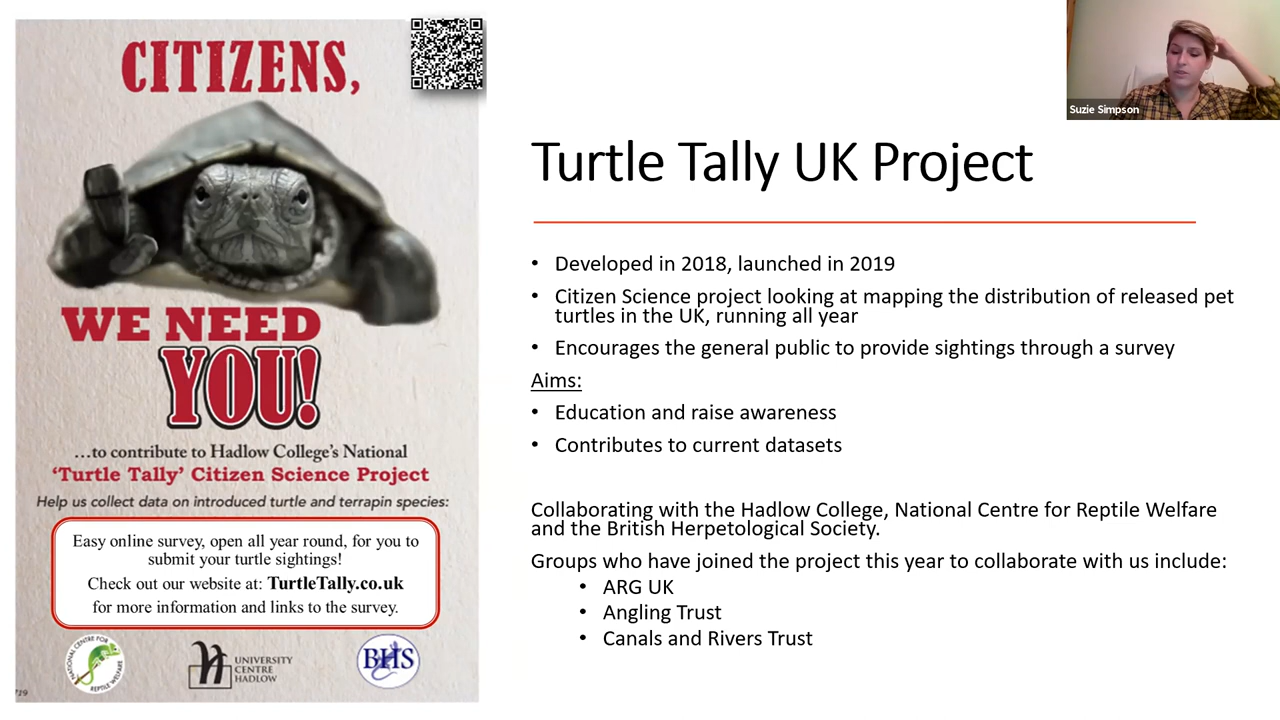 CITIZENS,
WE NEED
YOU!
...to contribute to Hadlow College's National
'Turtle Tally' Citizen Science Project
Help us collect data on introduced turtle and terrapin species:
Easy online survey, open all year round, for you to
submit your turtle sightings!
Check out our website at: TurtleTally.co.uk
for more information and links to the survey.
NATIONAL CENTRE FOR
REPTILE WELFARE
UNIVERSITY
CENTRE
HADLOW
BHS
Suzie Simpson
Turtle Tally UK Project
• Developed in 2018, launched in 2019
• Citizen Science project looking at mapping the distribution of released pet
turtles in the UK, running all year
• Encourages the general public to provide sightings through a survey
Aims:
• Education and raise awareness
• Contributes to current datasets
Collaborating with the Hadlow College, National Centre for Reptile Welfare
and the British Herpetological Society.
Groups who have joined the project this year to collaborate with us include:
• ARG UK
• Angling Trust
• Canals and Rivers Trust